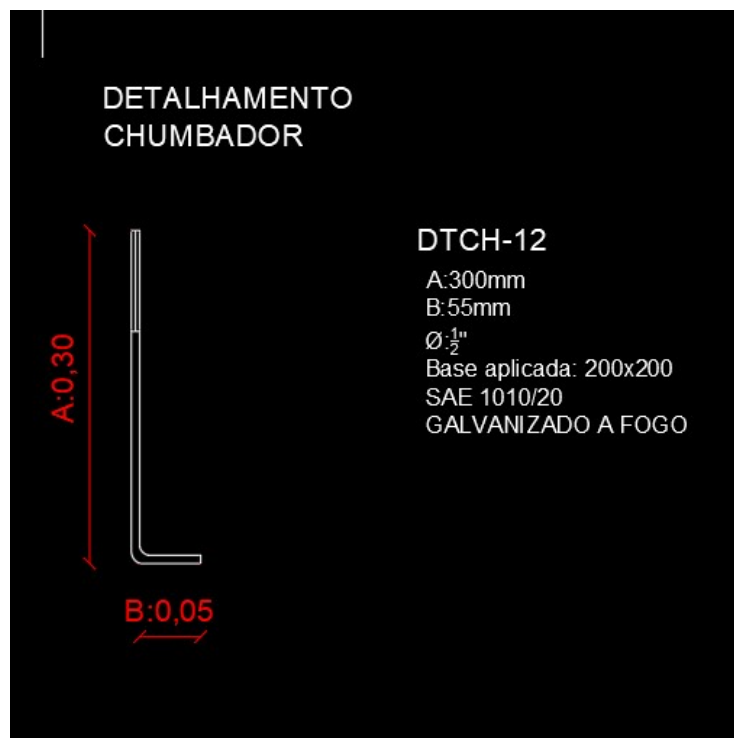 DETALHAMENTO
CHUMBADOR
DTCH-12
A:300mm
B:55mm
Ø:½"
Base aplicada: 200x200
SAE 1010/20
GALVANIZADO A FOGO
A:0,30
B:0,05